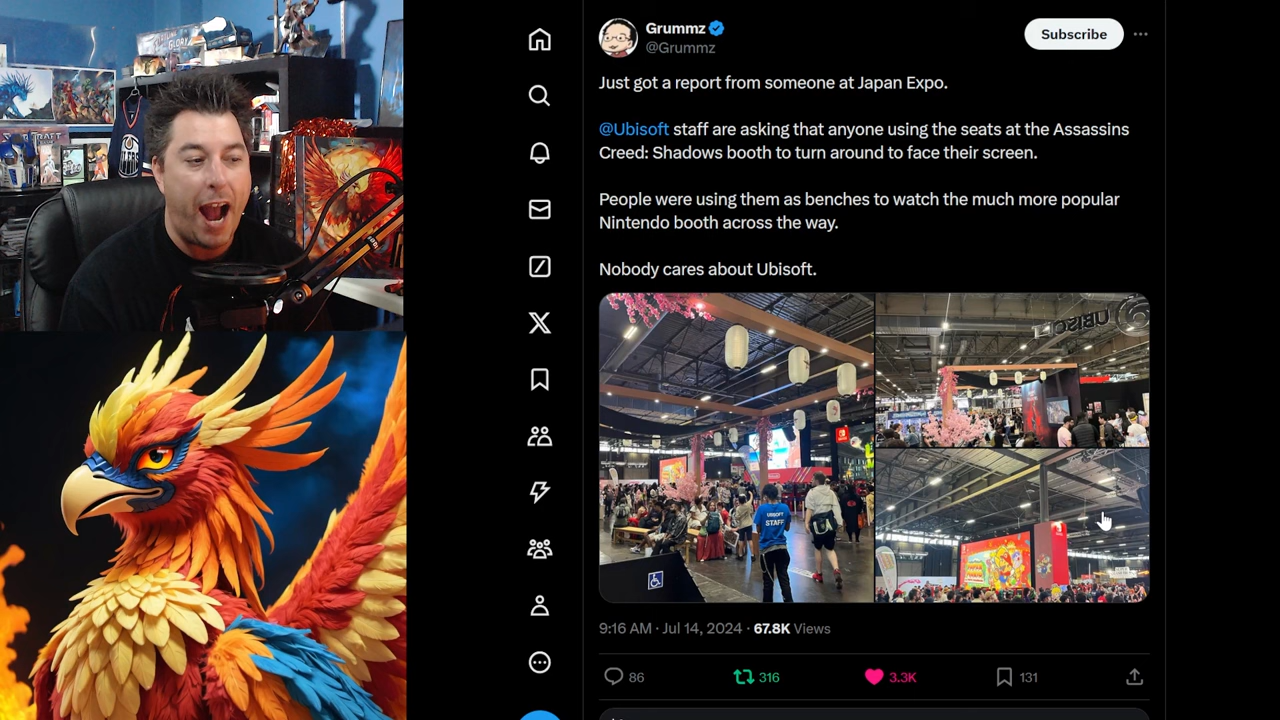 Grummz
@Grummz
Subscribe
Just got a report from someone at Japan Expo.
@Ubisoft staff are asking that anyone using the seats at the Assassins
Creed: Shadows booth to turn around to face their screen.
People were using them as benches to watch the much more popular
Nintendo booth across the way.
Nobody cares about Ubisoft.
UBISOFT
UBISOFT
STAFF
9:16 AM · Jul 14, 2024 · 67.8K Views
86
316
3.3K
131
GLORY
OILERS